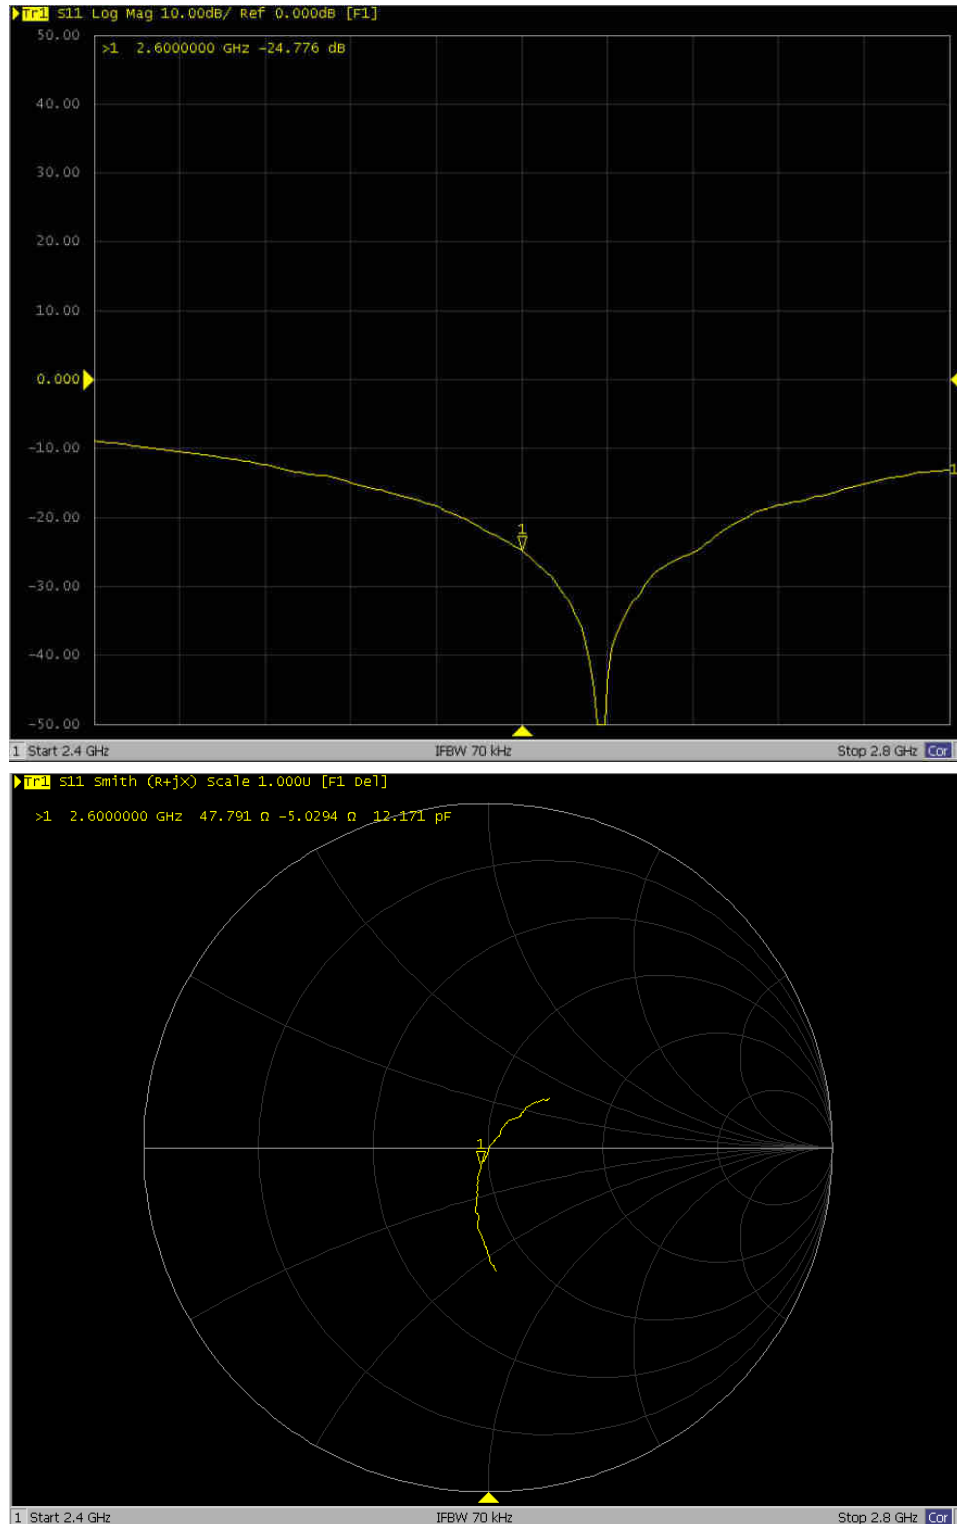 Tr1 S11 Log Mag 10.00dB/ Ref 0.000dB [F1]
50.00
>1 2.6000000 GHz -24.776 dB
40.00
30.00
20.00
10.00
0.000
-10.00
1
-20.00
1
-30.00
-40.00
-50.00
1 Start 2.4 GHz IFBW 70 kHz Stop 2.8 GHz Cor
Tr1 S11 Smith (R+jX) Scale 1.000U [F1 Del]
>1 2.6000000 GHz 47.791 Ω -5.0294 Ω 12.171 pF
1
1 Start 2.4 GHz IFBW 70 kHz Stop 2.8 GHz Cor